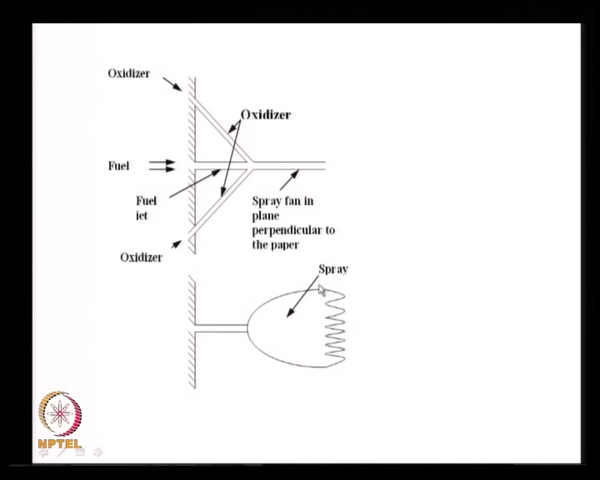 Oxidizer
Oxidizer
Fuel
Fuel
jet
Spray fan in
plane
perpendicular to
the paper
Oxidizer
Spray
NPTEL